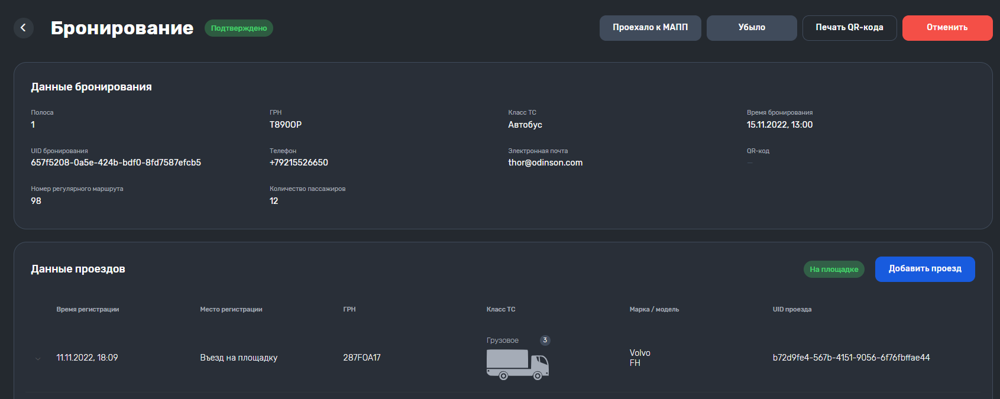 Бронирование
Подтверждено
Проехало к МАПП
Убыло
Печать QR-кода
Отменить
Данные бронирования
Полоса
1
ГРН
Т890ОР
Класс ТС
Автобус
Время бронирования
15.11.2022, 13:00
UID бронирования
657f5208-0a5e-424b-bdf0-8fd7587efcb5
Телефон
+79215526650
Электронная почта
thor@odinson.com
QR-код
—
Номер регулярного маршрута
98
Количество пассажиров
12
Данные проездов
На площадке
Добавить проезд
Время регистрации
Место регистрации
ГРН
Класс ТС
Марка / модель
UID проезда
11.11.2022, 18:09
Въезд на площадку
287FOA17
Грузовое 3
Volvo
FH
b72d9fe4-567b-4151-9056-6f76fbffae44